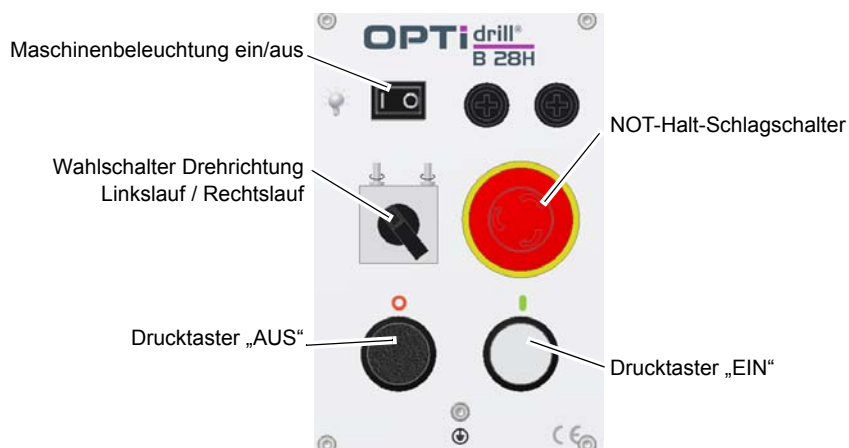 OPTi drill®
B 28H
Maschinenbeleuchtung ein/aus
I O
NOT-Halt-Schlagschalter
Wahlschalter Drehrichtung
Linkslauf / Rechtslauf
Drucktaster „AUS“
Drucktaster „EIN“
CE